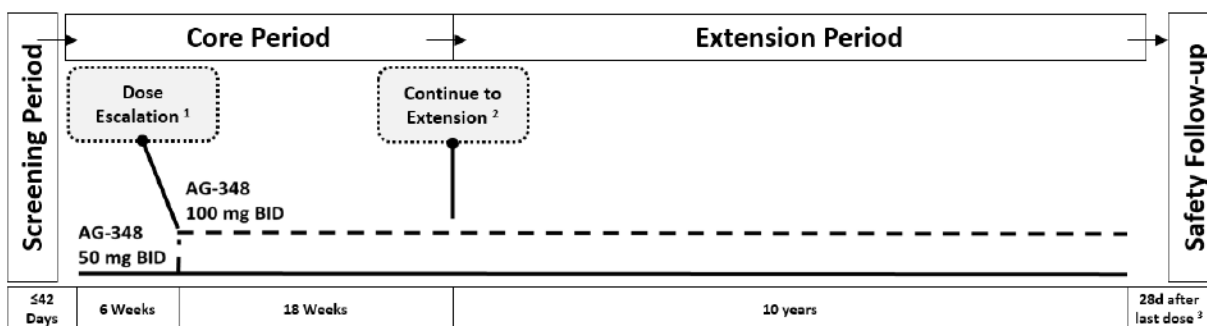 Screening Period
Core Period
Extension Period
Safety Follow-up
Dose
Escalation 1
Continue to
Extension 2
AG-348
100 mg BID
AG-348
50 mg BID
≤42
Days
6 Weeks
18 Weeks
10 years
28d after
last dose 3